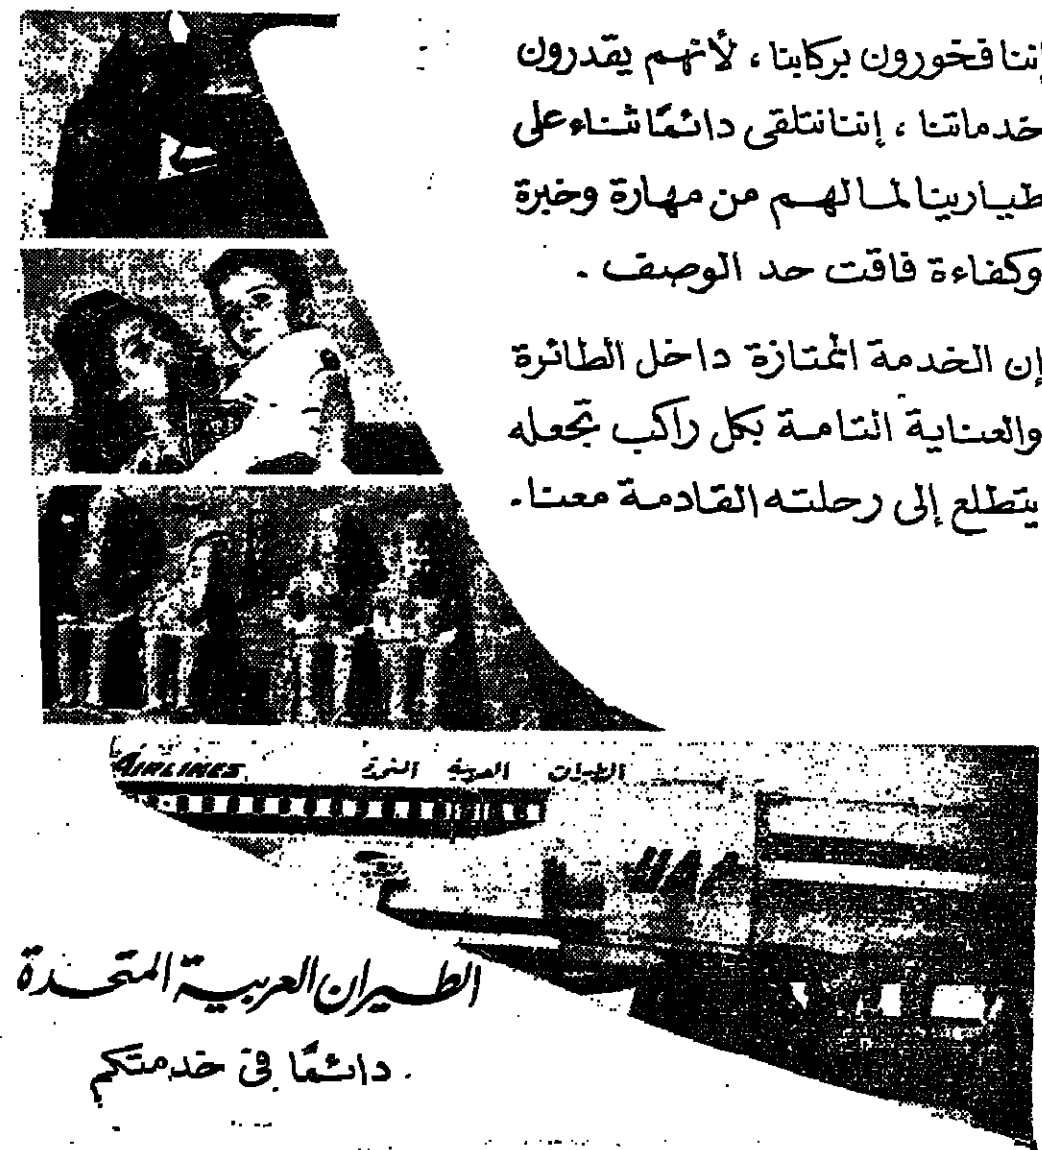 إننا فخورون بركابنا، لأنهم يقدرون
خدماتنا، إننا نتلقى دائمًا ثناء على
طيارينا لما لهم من مهارة وخبرة
وكفاءة فاقت حد الوصف.
إن الخدمة الممتازة داخل الطائرة
والعناية التامة بكل راكب تجعله
يتطلع إلى رحلته القادمة معنا.
AIRLINES الطيران العربية
UAA
الطيران العربية المتحدة
دائمًا في خدمتكم